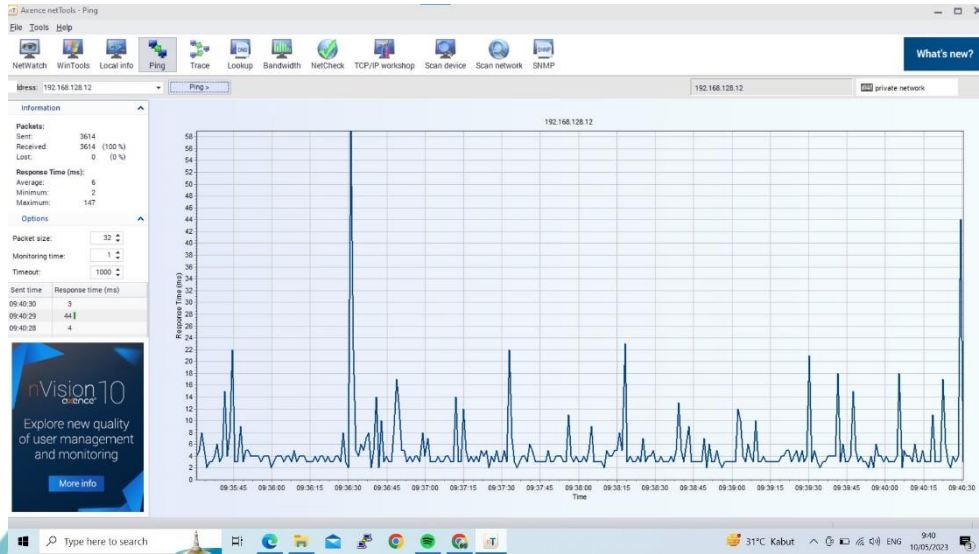 Axence netTools - Ping
File Tools Help
NetWatch WinTools Local info Ping Trace Lookup Bandwidth NetCheck TCP/IP workshop Scan device Scan network SNMP
What's new?
ddress: 192.168.128.12 Ping > 192.168.128.12 private network
Information
Packets:
Sent: 3614
Received: 3614 (100 %)
Lost: 0 (0 %)
Response Time (ms):
Average: 6
Minimum: 2
Maximum: 147
Options
Packet size: 32
Monitoring time: 1
Timeout: 1000
Sent time Response time (ms)
09:40:30 3
09:40:29 44
09:40:28 4
nVision 10
axence
Explore new quality
of user management
and monitoring
More info
192.168.128.12
58
56
54
52
50
48
46
44
42
40
38
36
34
32
30
28
26
24
22
20
18
16
14
12
10
8
6
4
2
0
Response Time (ms)
09:35:45 09:36:00 09:36:15 09:36:30 09:36:45 09:37:00 09:37:15 09:37:30 09:37:45 09:38:00 09:38:15 09:38:30 09:38:45 09:39:00 09:39:15 09:39:30 09:39:45 09:40:00 09:40:15 09:40:30
Time
Type here to search
31°C Kabut ENG 9:40
10/05/2023